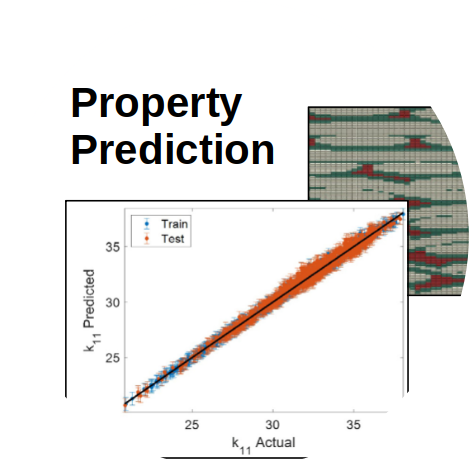 Property
Prediction
Train
Test
k11 Predicted
35
30
25
25
30
35
k11 Actual